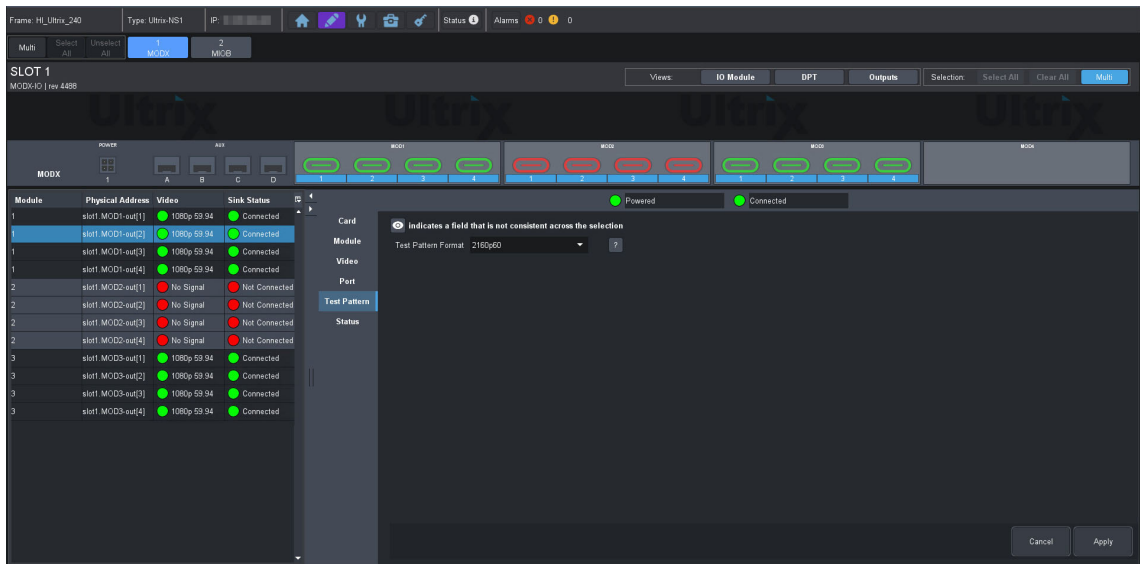 Frame: HI_Ultrix_240 Type: Ultrix-NS1 IP: Status Alarms 0 0
Multi Select All Unselect All 1 MODX 2 MIOB
SLOT 1
MODX-IO | rev 4488
Views: IO Module DPT Outputs Selection: Select All Clear All Multi
Ultrix Ultrix Ultrix Ultrix
POWER AUX MOD1 MOD2 MOD3 MOD4
MODX 1 A B C D 1 2 3 4 1 2 3 4 1 2 3 4
Module Physical Address Video Sink Status
Powered Connected
1 slot1.MOD1-out[1] 1080p 59.94 Connected
1 slot1.MOD1-out[2] 1080p 59.94 Connected
1 slot1.MOD1-out[3] 1080p 59.94 Connected
1 slot1.MOD1-out[4] 1080p 59.94 Connected
2 slot1.MOD2-out[1] No Signal Not Connected
2 slot1.MOD2-out[2] No Signal Not Connected
2 slot1.MOD2-out[3] No Signal Not Connected
2 slot1.MOD2-out[4] No Signal Not Connected
3 slot1.MOD3-out[1] 1080p 59.94 Connected
3 slot1.MOD3-out[2] 1080p 59.94 Connected
3 slot1.MOD3-out[3] 1080p 59.94 Connected
3 slot1.MOD3-out[4] 1080p 59.94 Connected
Card
Module
Video
Port
Test Pattern
Status
indicates a field that is not consistent across the selection
Test Pattern Format 2160p60 ?
Cancel Apply